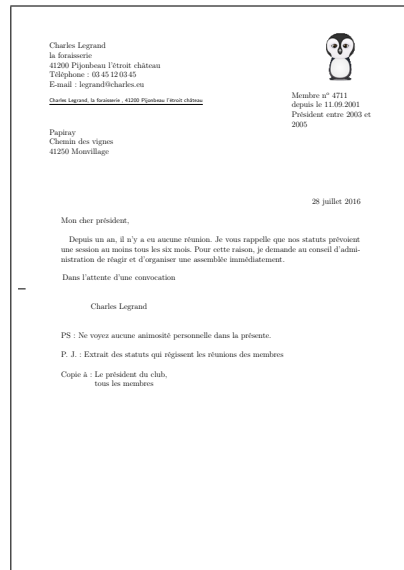 Charles Legrand
la foraisserie
41200 Pijonbeau l'étroit château
Téléphone : 03 45 12 03 45
E-mail : legrand@charles.eu
Charles Legrand, la foraisserie , 41200 Pijonbeau l'étroit château
Membre n° 4711
depuis le 11.09.2001
Président entre 2003 et
2005
Papiray
Chemin des vignes
41250 Monvillage
28 juillet 2016
Mon cher président,
Depuis un an, il n'y a eu aucune réunion. Je vous rappelle que nos statuts prévoient
une session au moins tous les six mois. Pour cette raison, je demande au conseil d'admi-
nistration de réagir et d'organiser une assemblée immédiatement.
Dans l'attente d'une convocation
Charles Legrand
PS : Ne voyez aucune animosité personnelle dans la présente.
P. J. : Extrait des statuts qui régissent les réunions des membres
Copie à : Le président du club,
tous les membres